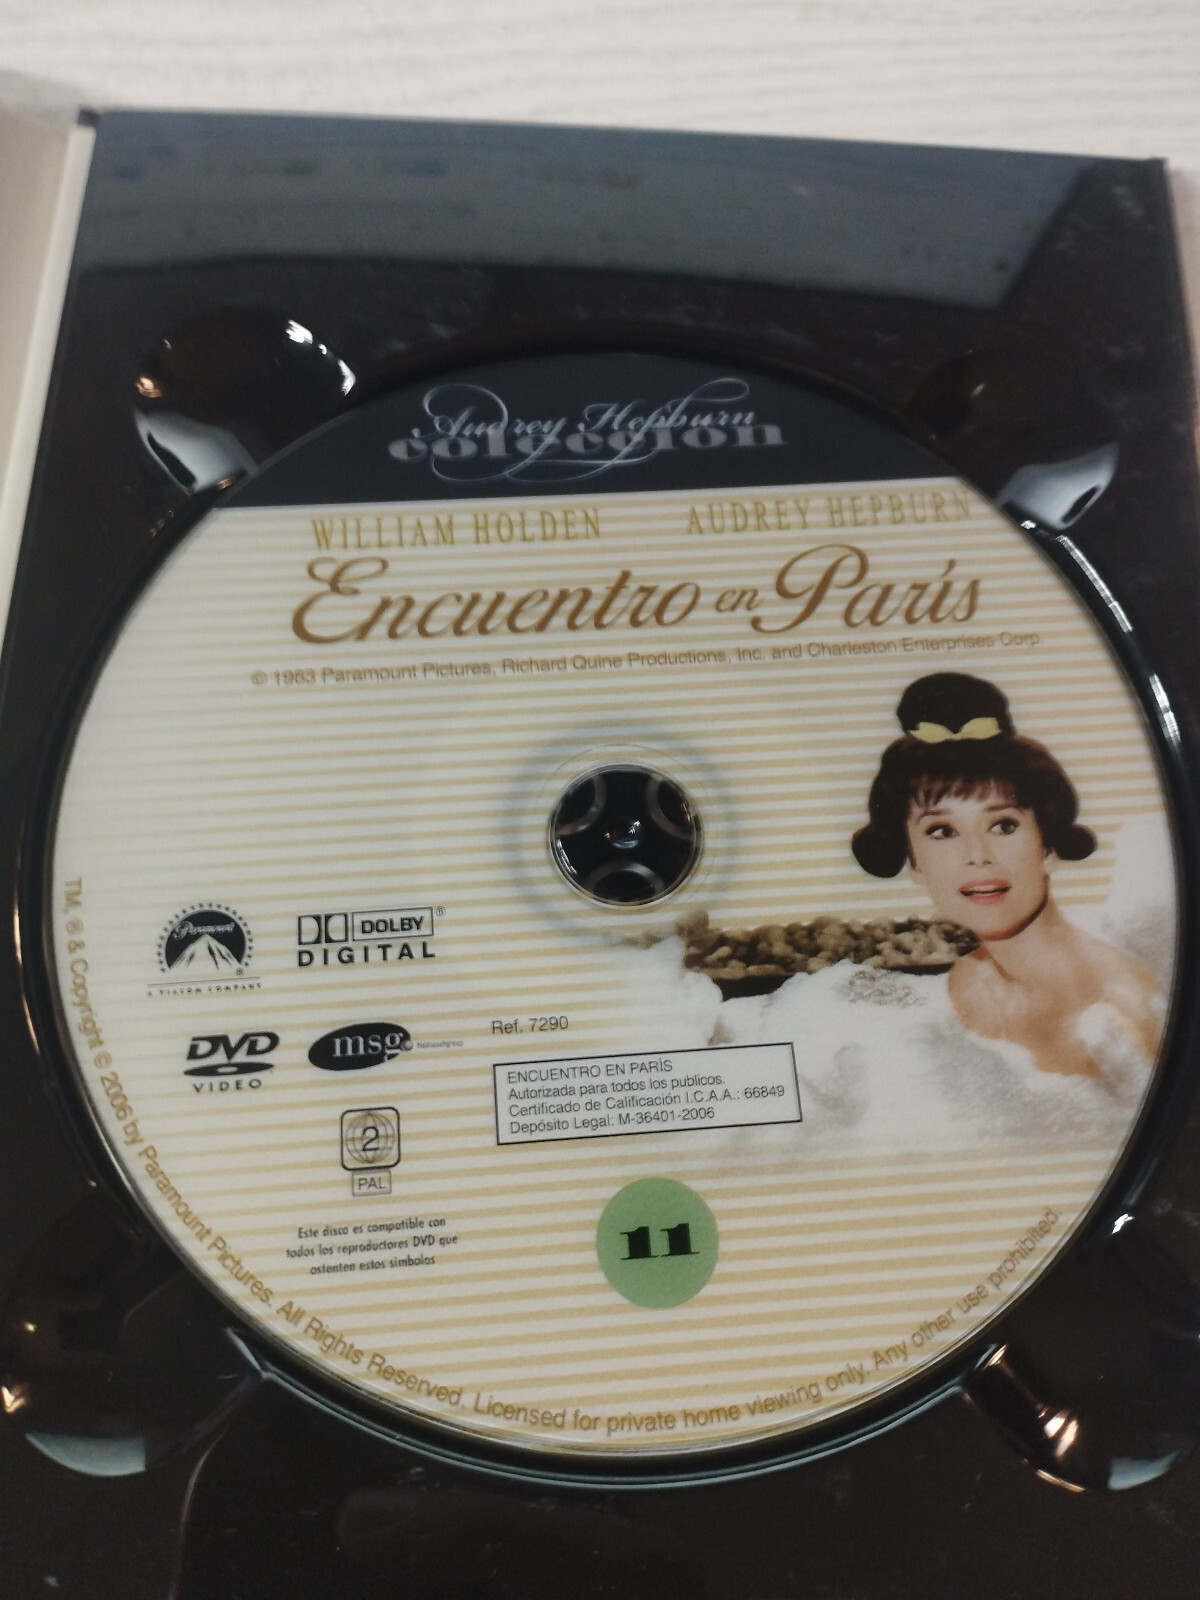 Audrey Hepburn
colección
WILLIAM HOLDEN AUDREY HEPBURN
Encuentro en París
© 1963 Paramount Pictures, Richard Quine Productions, Inc. and Charleston Enterprises Corp.
Paramount
®
A VIACOM COMPANY
DOLBY ®
DIGITAL
DVD
VIDEO
msg
Ref. 7290
ENCUENTRO EN PARÍS
Autorizada para todos los publicos.
Certificado de Calificación I.C.A.A.: 66849
Depósito Legal: M-36401-2006
2
PAL
Este disco es compatible con
todos los reproductores DVD que
ostenten estos simbolos
11
TM, ® & Copyright © 2006 by Paramount Pictures. All Rights Reserved. Licensed for private home viewing only. Any other use prohibited.